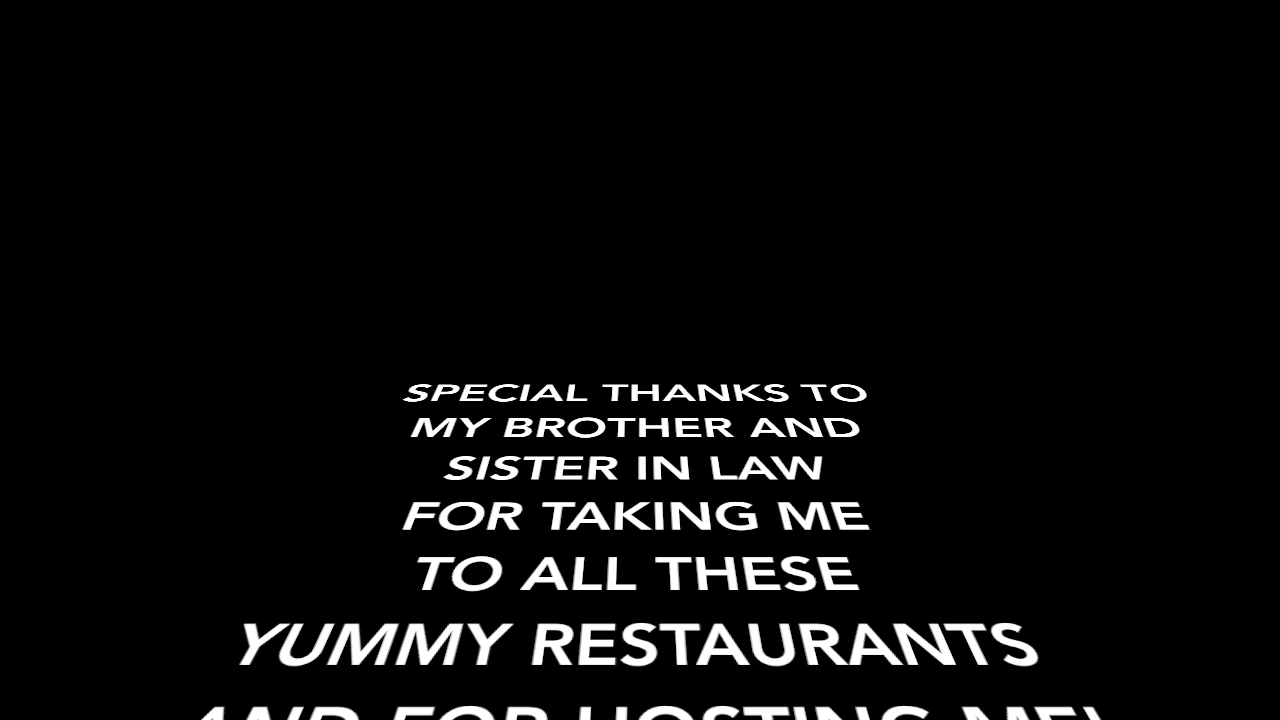 SPECIAL THANKS TO
MY BROTHER AND
SISTER IN LAW
FOR TAKING ME
TO ALL THESE
YUMMY RESTAURANTS
AND FOR HOSTING ME!